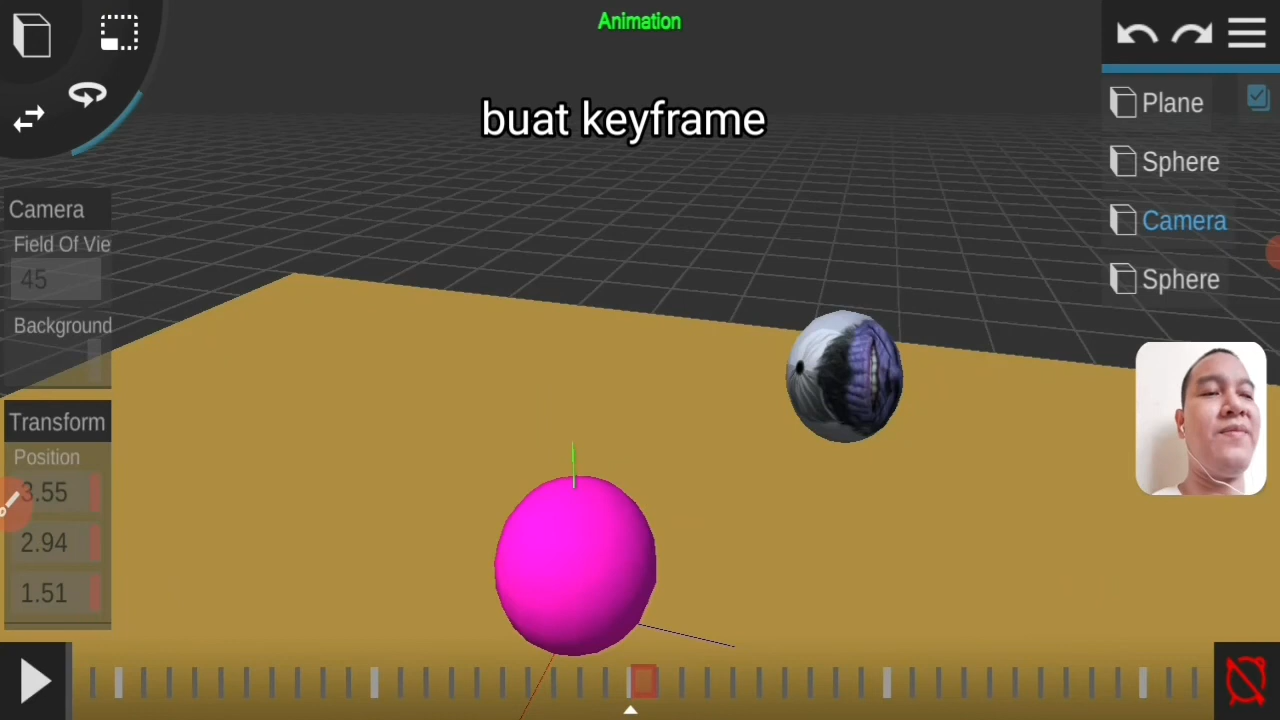 Animation
buat keyframe
Plane
Sphere
Camera
Sphere
Camera
Field Of Vie
45
Background
Transform
Position
3.55
2.94
1.51